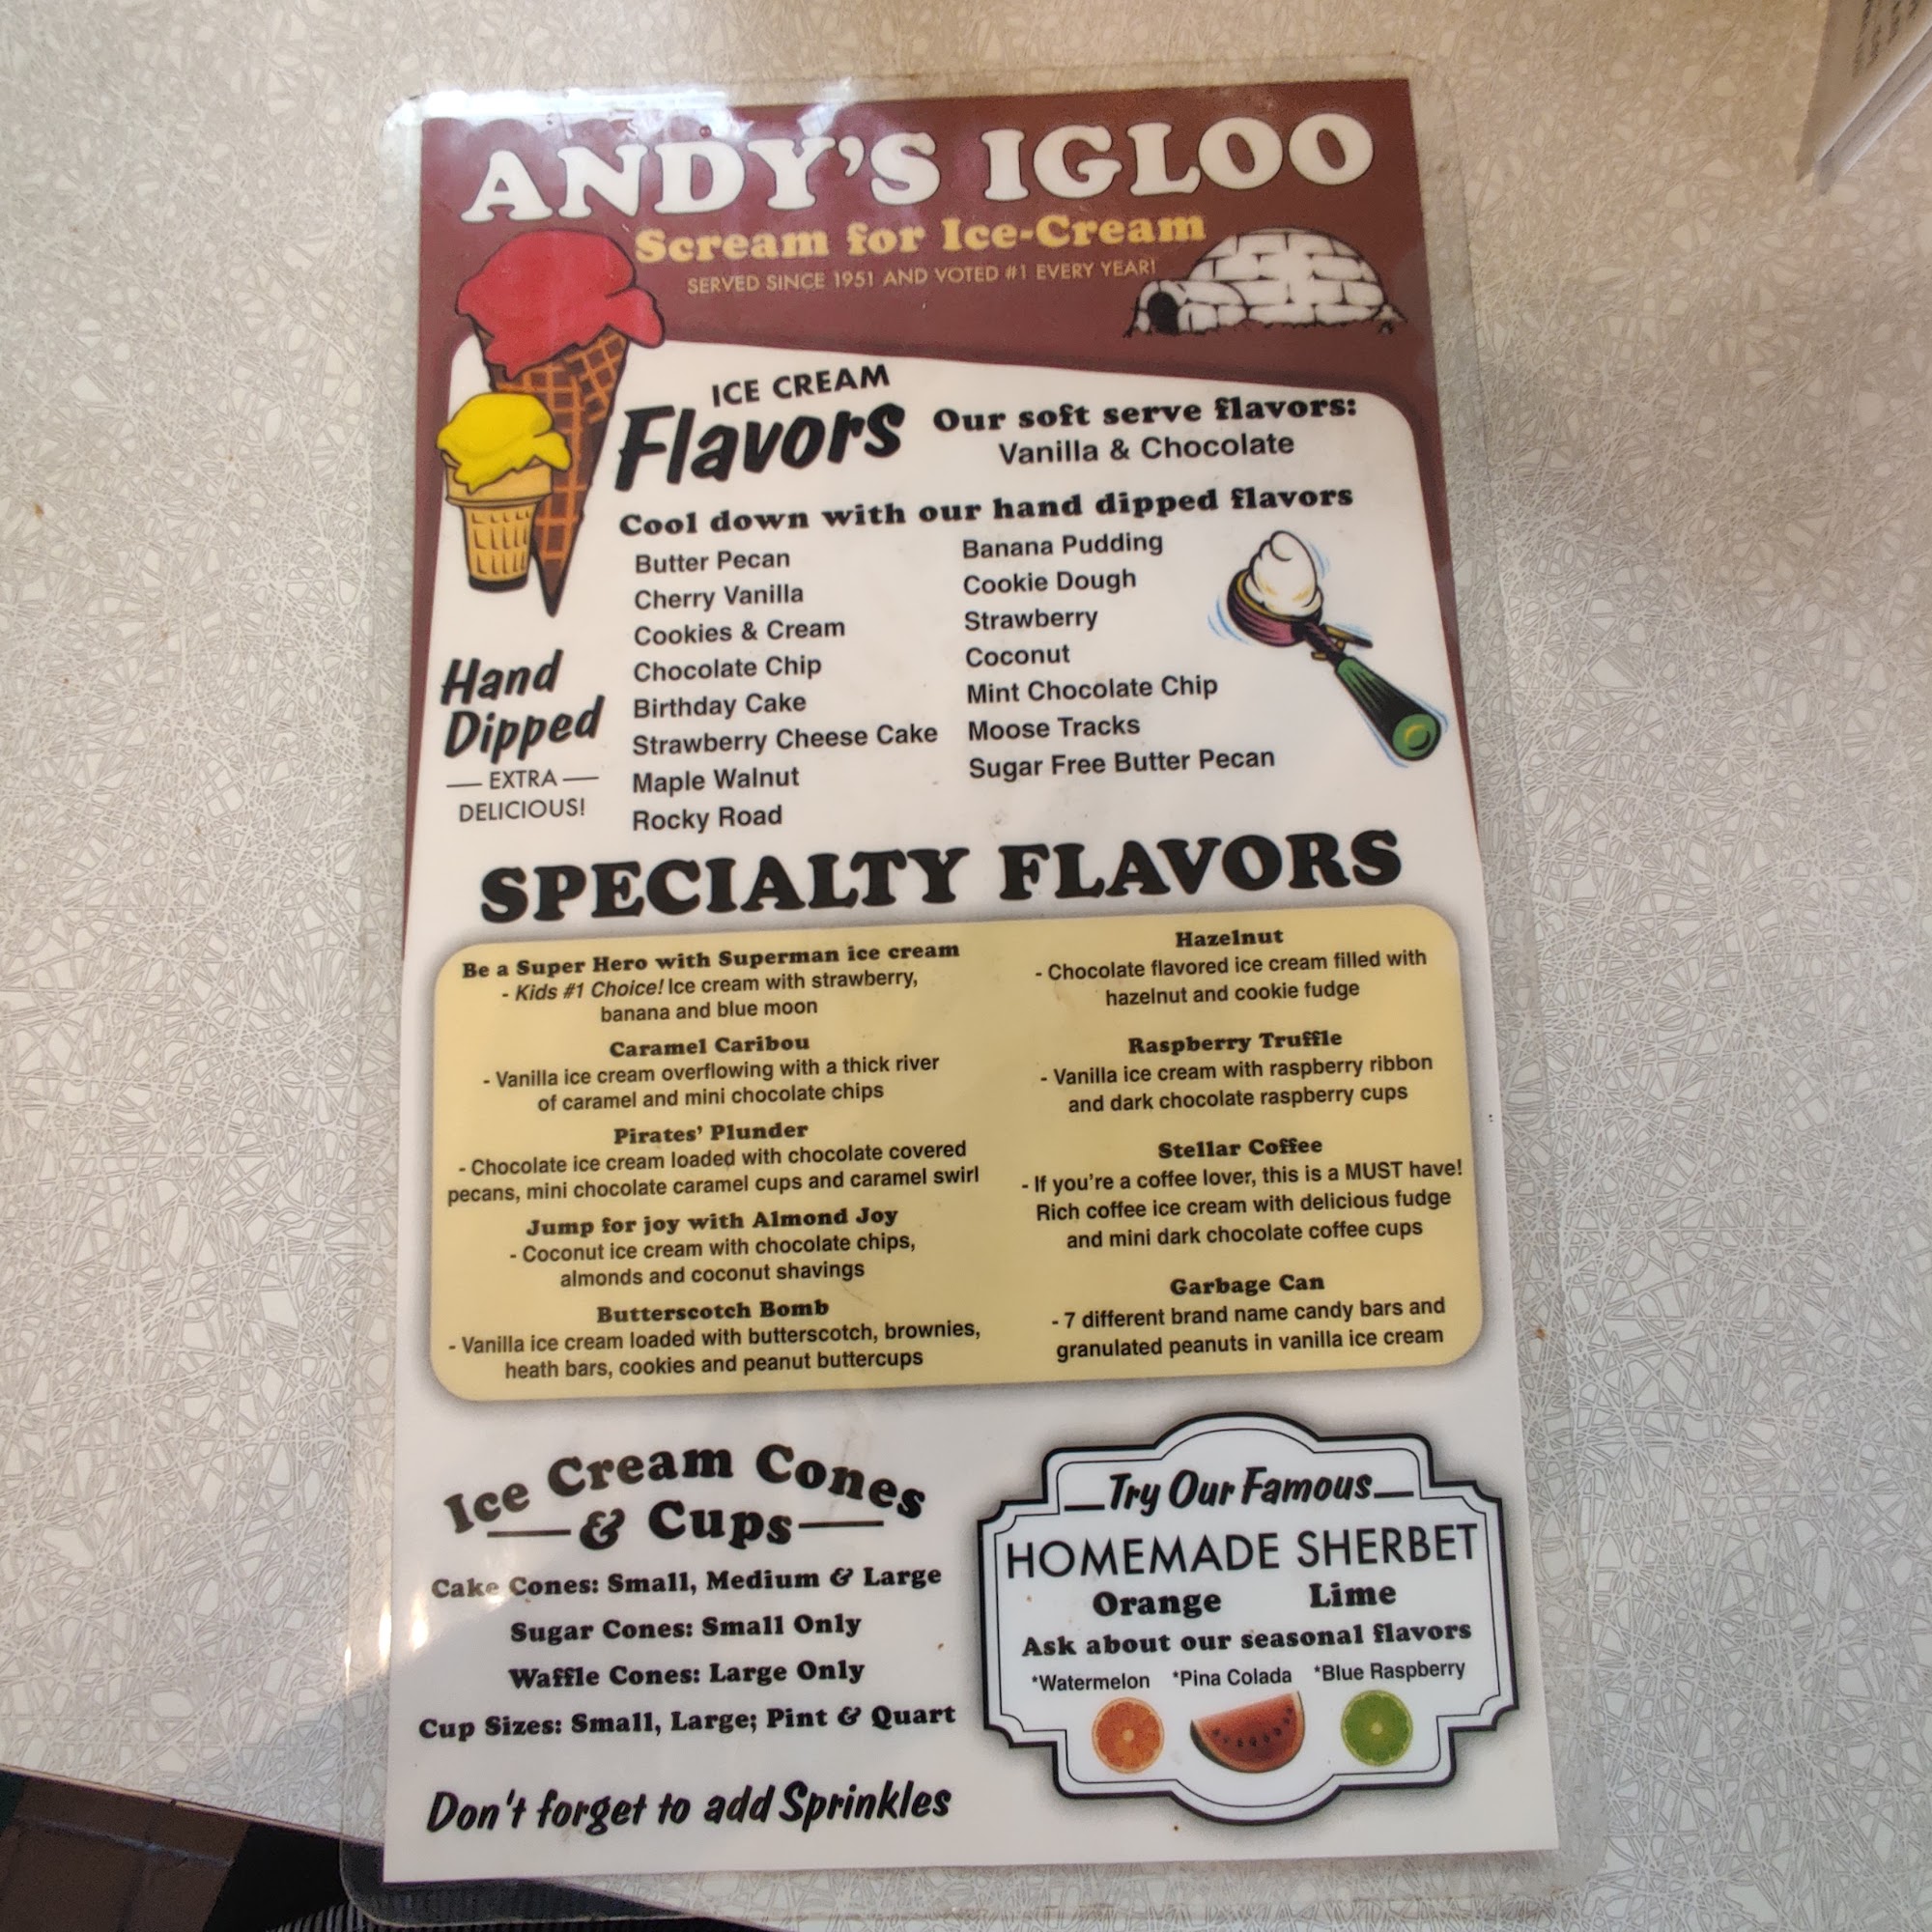 ANDY'S IGLOO
Scream for Ice-Cream
SERVED SINCE 1951 AND VOTED #1 EVERY YEAR!
ICE CREAM
Flavors
Our soft serve flavors:
Vanilla & Chocolate
Cool down with our hand dipped flavors
Butter Pecan
Cherry Vanilla
Cookies & Cream
Chocolate Chip
Birthday Cake
Strawberry Cheese Cake
Maple Walnut
Rocky Road
Banana Pudding
Cookie Dough
Strawberry
Coconut
Mint Chocolate Chip
Moose Tracks
Sugar Free Butter Pecan
Hand
Dipped
EXTRA
DELICIOUS!
SPECIALTY FLAVORS
Be a Super Hero with Superman ice cream
- Kids #1 Choice! Ice cream with strawberry,
banana and blue moon
Caramel Caribou
- Vanilla ice cream overflowing with a thick river
of caramel and mini chocolate chips
Pirates' Plunder
- Chocolate ice cream loaded with chocolate covered
pecans, mini chocolate caramel cups and caramel swirl
Jump for joy with Almond Joy
- Coconut ice cream with chocolate chips,
almonds and coconut shavings
Butterscotch Bomb
- Vanilla ice cream loaded with butterscotch, brownies,
heath bars, cookies and peanut buttercups
Hazelnut
- Chocolate flavored ice cream filled with
hazelnut and cookie fudge
Raspberry Truffle
- Vanilla ice cream with raspberry ribbon
and dark chocolate raspberry cups
Stellar Coffee
- If you're a coffee lover, this is a MUST have!
Rich coffee ice cream with delicious fudge
and mini dark chocolate coffee cups
Garbage Can
- 7 different brand name candy bars and
granulated peanuts in vanilla ice cream
Ice Cream Cones
& Cups
Cake Cones: Small, Medium & Large
Sugar Cones: Small Only
Waffle Cones: Large Only
Cup Sizes: Small, Large; Pint & Quart
Don't forget to add Sprinkles
Try Our Famous
HOMEMADE SHERBET
Orange Lime
Ask about our seasonal flavors
*Watermelon *Pina Colada *Blue Raspberry